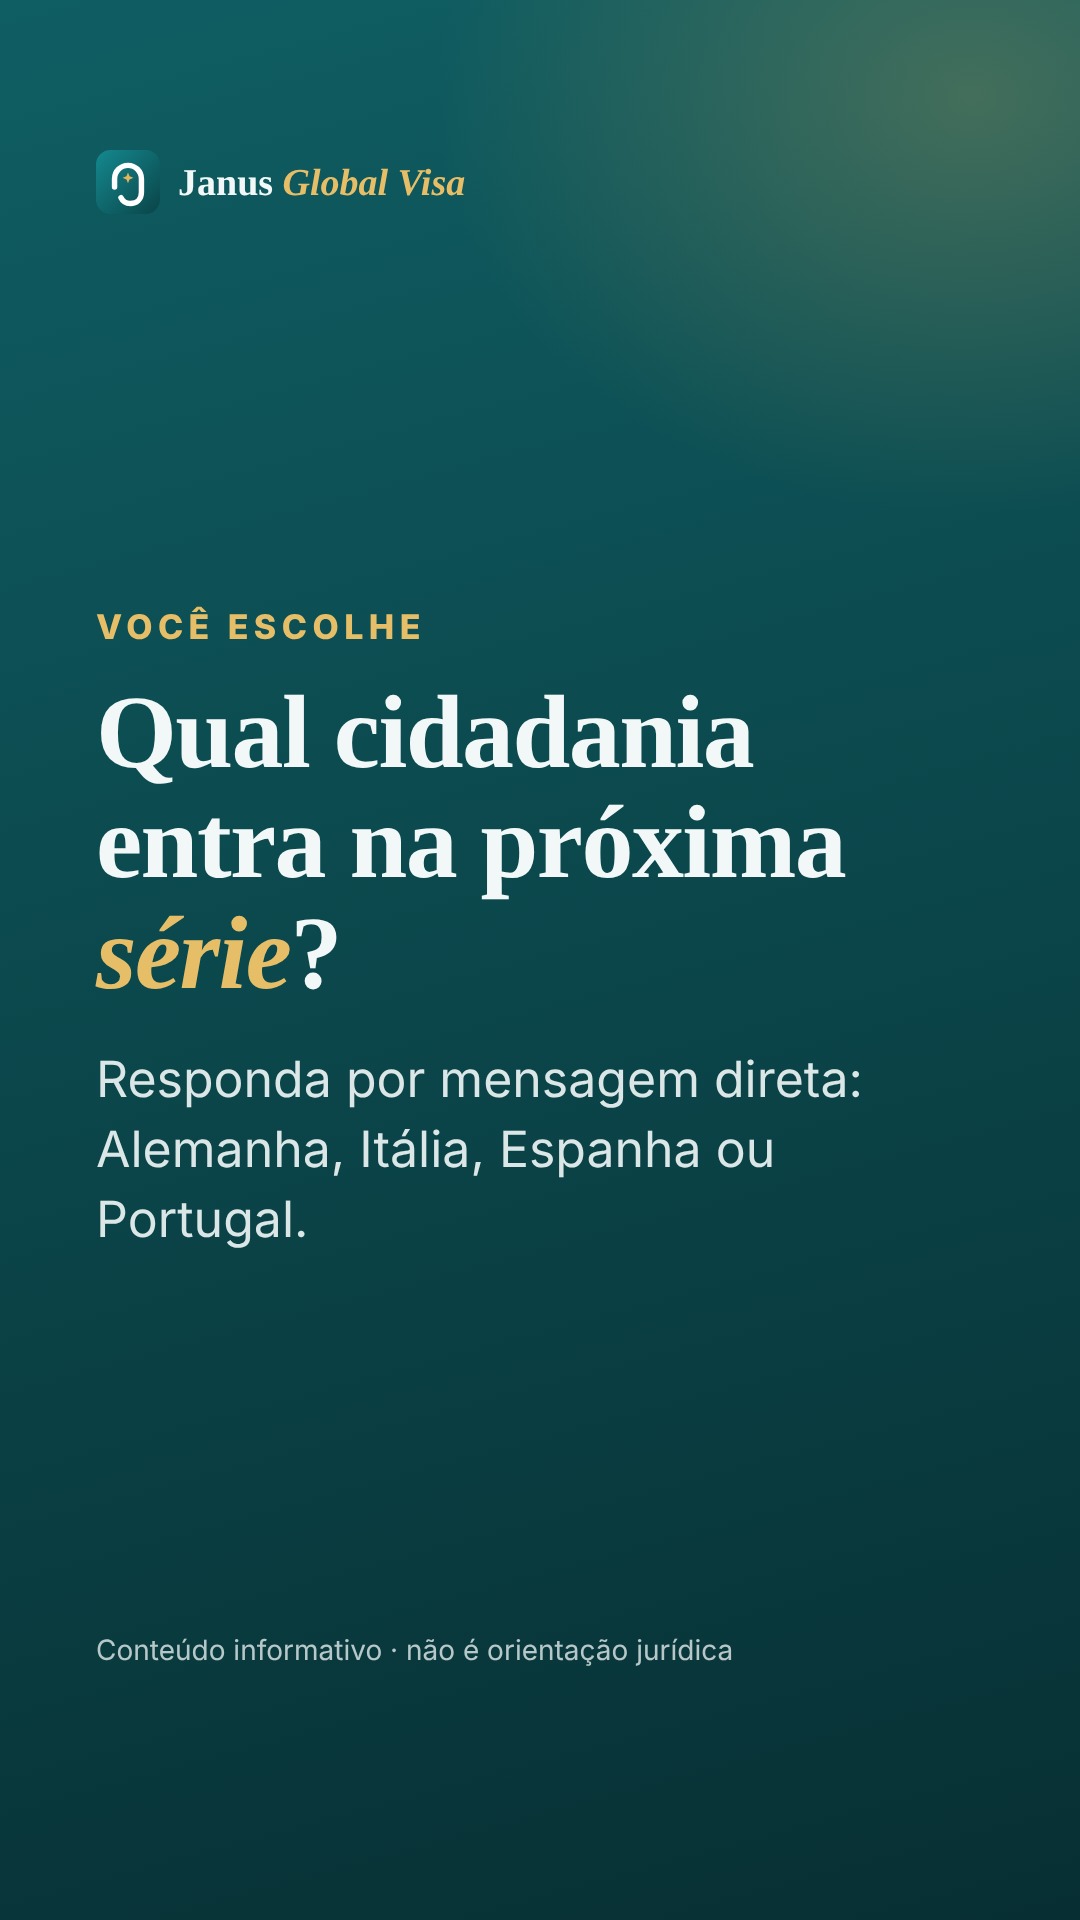 Janus Global Visa
VOCÊ ESCOLHE
Qual cidadania
entra na próxima
série?
Responda por mensagem direta:
Alemanha, Itália, Espanha ou
Portugal.
Conteúdo informativo · não é orientação jurídica